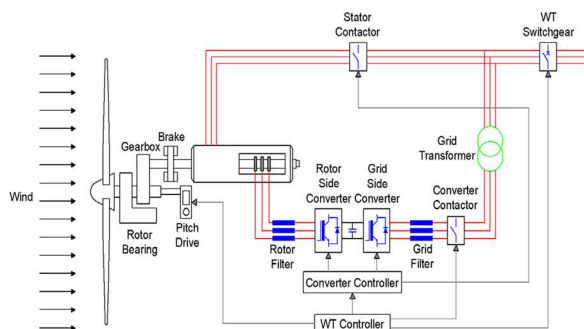 Stator
Contactor
WT
Switchgear
Brake
Gearbox
Grid
Transformer
Rotor
Side
Converter
Grid
Side
Converter
Converter
Contactor
Wind
Rotor
Bearing
Pitch
Drive
Rotor
Filter
Grid
Filter
Converter Controller
WT Controller